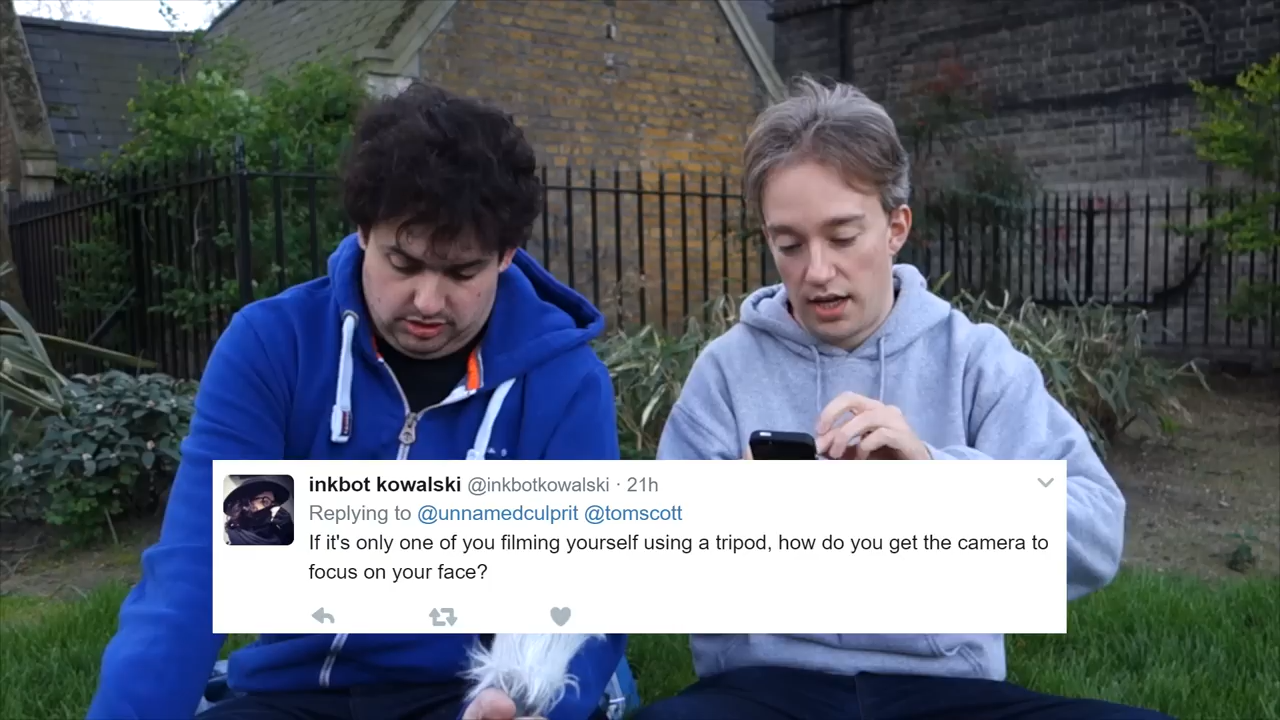 inkbot kowalski @inkbotkowalski · 21h
Replying to @unnamedculprit @tomscott
If it's only one of you filming yourself using a tripod, how do you get the camera to
focus on your face?